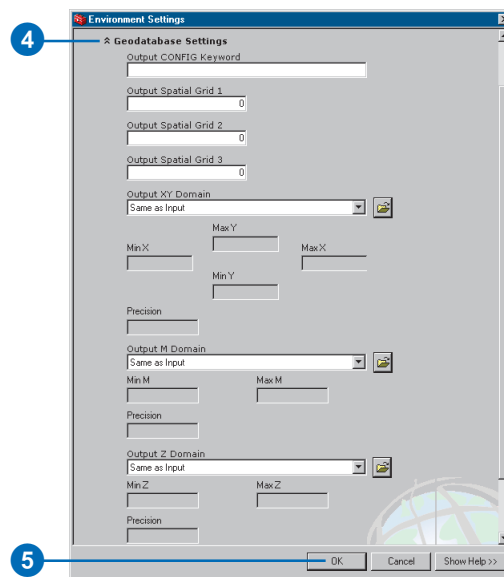 Environment Settings
4
Geodatabase Settings
Output CONFIG Keyword
Output Spatial Grid 1
0
Output Spatial Grid 2
0
Output Spatial Grid 3
0
Output XY Domain
Same as Input
Max Y
Min X
Max X
Min Y
Precision
Output M Domain
Same as Input
Min M
Max M
Precision
Output Z Domain
Same as Input
Min Z
Max Z
Precision
5
OK
Cancel
Show Help >>